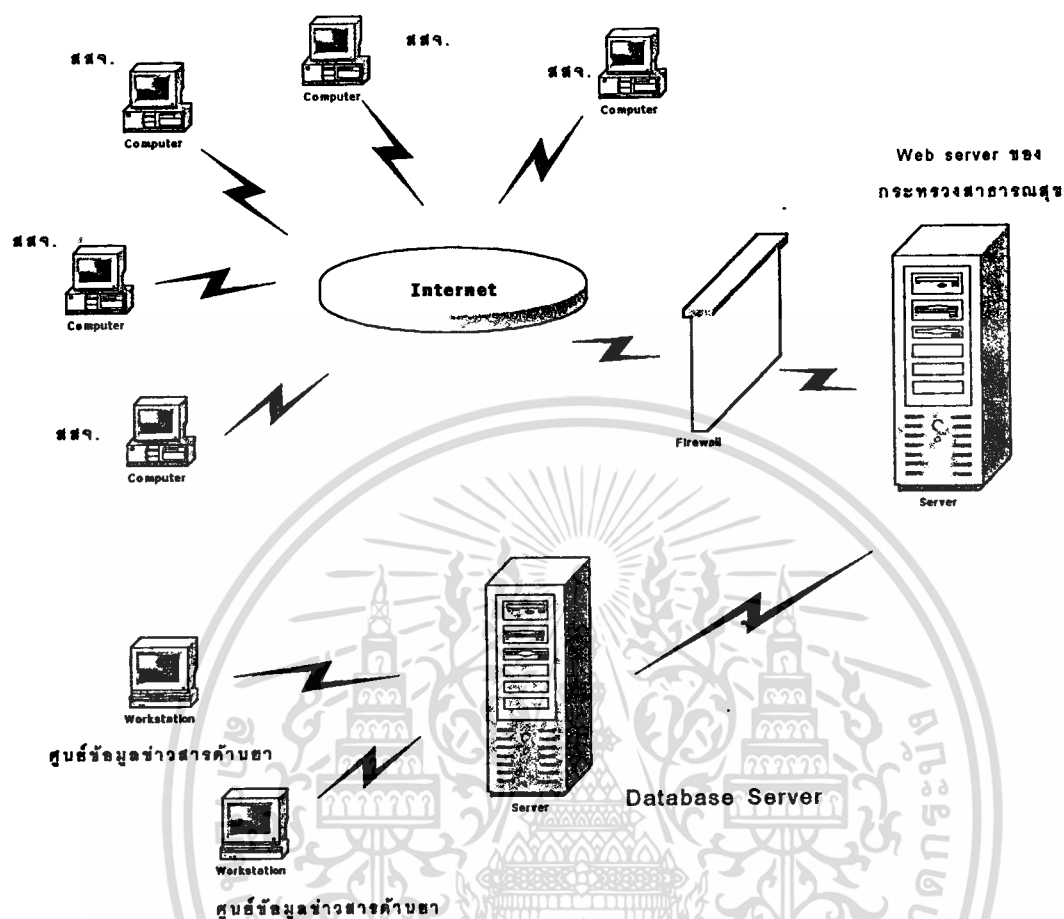 สสจ.
Computer
สสจ.
Computer
สสจ.
Computer
Web server ของ
กระทรวงสาธารณสุข
สสจ.
Computer
Internet
Firewall
Server
สสจ.
Computer
Workstation
ศูนย์ข้อมูลข่าวสารด้านยา
Server
Database Server
Workstation
ศูนย์ข้อมูลข่าวสารด้านยา